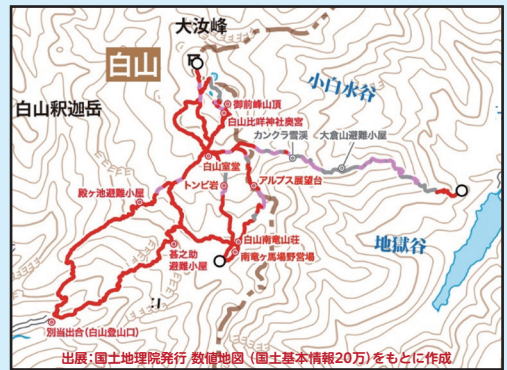 大汝峰
白山
小白水谷
白山釈迦岳
御前峰山頂
白山比咩神社奥宮
カンクラ雪渓
大倉山避難小屋
白山室堂
トンビ岩
アルプス展望台
殿ヶ池避難小屋
白山南竜山荘
地獄谷
甚之助
避難小屋
南竜ヶ馬場野営場
別当出合(白山登山口)
出展:国土地理院発行 数値地図 (国土基本情報20万)をもとに作成